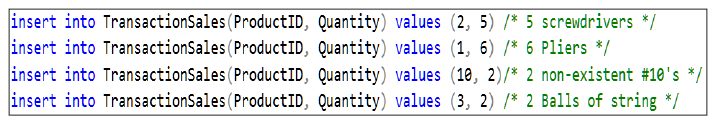 insert into TransactionSales(ProductID, Quantity) values (2, 5) /* 5 screwdrivers */
insert into TransactionSales(ProductID, Quantity) values (1, 6) /* 6 Pliers */
insert into TransactionSales(ProductID, Quantity) values (10, 2)/* 2 non-existent #10's */
insert into TransactionSales(ProductID, Quantity) values (3, 2) /* 2 Balls of string */